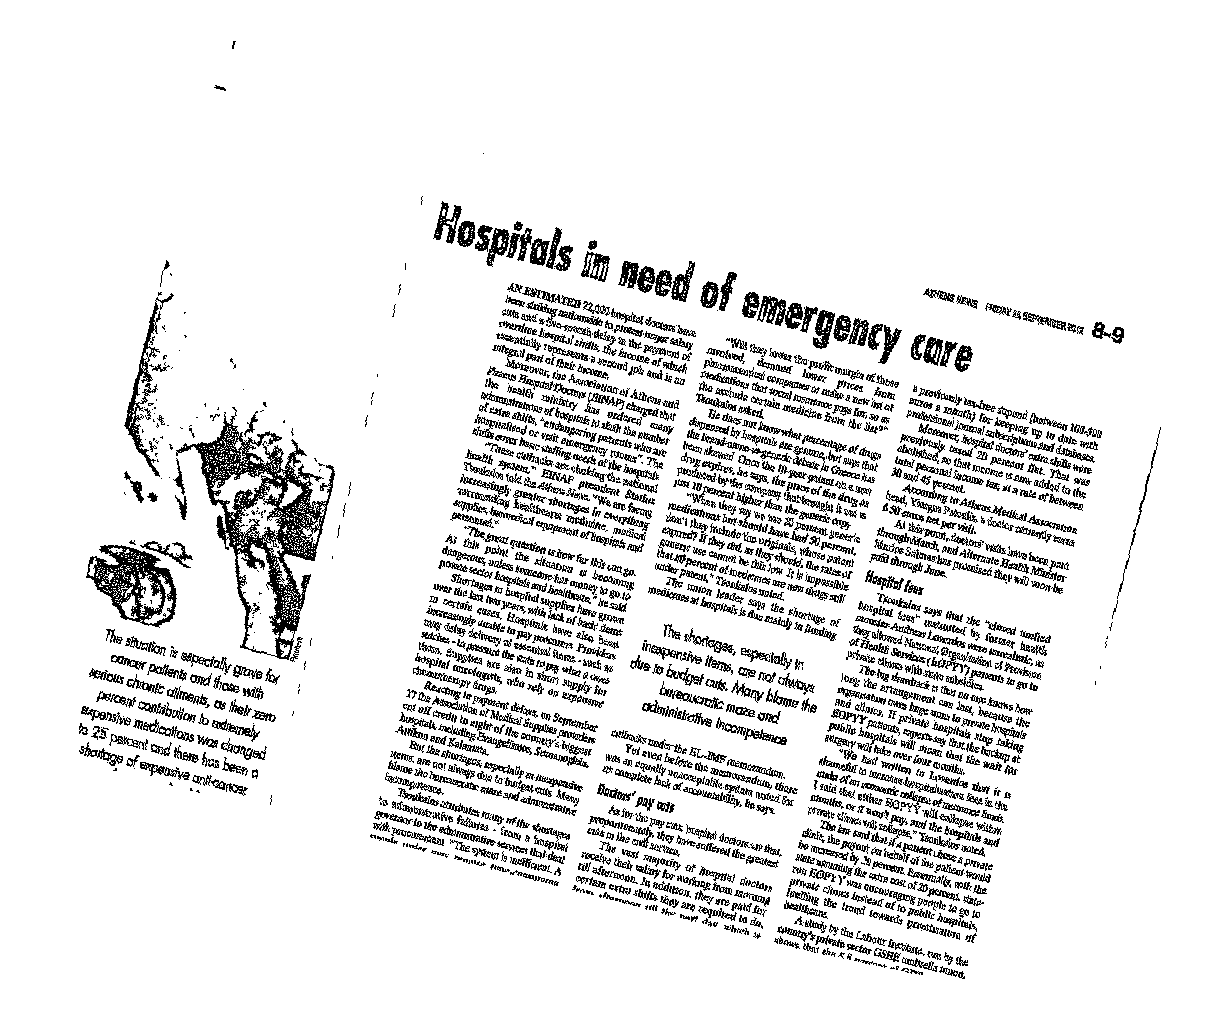 ATHENS NEWS FRIDAY SEPTEMBER 8-9
Hospitals in need of emergency care
AN ESTIMATED 22,000 hospital doctors have
been striking nationwide to protest major salary
cuts and a five-month delay in the payment of
overtime hospital shifts, the income of which
essentially represents a second job and is an
integral part of their income.
Moreover, the Association of Athens and
Piraeus Hospital Doctors (EINAP) charged that
the health ministry has ordered many
administrations of hospitals to slash the number
of extra shifts, "endangering patients who are
hospitalised or visit emergency rooms". The
shifts cover basic staffing needs of the hospitals.
"These cutbacks are choking the national
health system," EINAP president Stathis
Tsoukalos told the Athens News. "We are facing
increasingly greater shortages in everything
surrounding healthcare: medicine, medical
supplies, biomedical equipment of hospitals and
personnel."
"The great question is how far this can go.
At this point the situation is becoming
dangerous, unless someone has money to go to
private sector hospitals and healthcare," he said
Shortages in hospital supplies have grown
over the last two years, with lack of basic items
in certain cases. Hospitals have also been
increasingly unable to pay pensioners. Providers
may delay delivery of essential items - such as
stitches - to pressure the state to pay what it owes
them. Supplies are also in short supply for
hospital oncologists, who rely on expensive
chemotherapy drugs.
Reacting to payment delays, on September
17 the Association of Medical Supplies providers
cut off credit to eight of the country's biggest
hospitals, including Evangelismos, Sotiria,
Attikon and Kalamata.
But the shortages, especially in inexpensive
items, are not always due to budget cuts. Many
blame the bureaucratic maze and administrative
incompetence.
Tsoukalos attributes many of the shortages
to administrative failures - from a hospital
governor to the administrative services that deal
with procurement. "The system is inefficient. A
"Will they lower the profit margin of those
involved, demand lower prices from
pharmaceutical companies or make a new list of
medications that social insurance pays for, so as
to exclude certain medicine from the list?"
Tsoukalos asked.
He does not know what percentage of drugs
dispensed by hospitals are generic, but says that
the brand-name-vs-generic debate in Greece has
been skewed. Once the 10-year patent on a new
drug expires, he says, the price of the drug as
produced by the company that brought it out is
just 10 percent higher than the generic copy.
"When they say we use 20 percent generic
medications but should have had 50 percent,
don't they include the originals, whose patent
expired? If they did, as they should, the rates of
generic use cannot be this low. It is impossible
that 80 percent of medicines are new drugs still
under patent," Tsoukalos noted.
The union leader says the shortage of
medicines at hospitals is due mainly to funding
The shortages, especially in
inexpensive items, are not always
due to budget cuts. Many blame the
bureaucratic maze and
administrative incompetence
cutbacks under the EU-IMF memorandum.
Yet even before the memorandum, there
was an equally unacceptable system noted for
its complete lack of accountability, he says.
Doctors' pay cuts
As for the pay cuts, hospital doctors say that,
proportionately, they have suffered the greatest
cuts in the civil service.
The vast majority of hospital doctors
receive their salary for working from morning
till afternoon. In addition, they are paid for
certain extra shifts they are required to do,
from afternoon till the next day, which is
a previously tax-free stipend (between 100-300
euros a month) for keeping up to date with
professional journal subscriptions and databases.
Moreover, hospital doctors' extra shifts were
previously taxed 20 percent flat. That was
abolished, so that income is now added to the
total personal income tax, at a rate of between
38 and 45 percent.
According to Athens Medical Association
head, Yiorgos Patoulis, a doctor currently earns
6.50 euros net per visit.
At this point, doctors' visits have been paid
through March, and Alternate Health Minister
Marios Salmas has promised they will soon be
paid through June.
Hospital fees
Tsoukalos says that the "closed unified
hospital fees" instituted by former health
minister Andreas Loverdos were unrealistic, as
they allowed National Organisation of Provision
of Health Services (EOPYY) patients to go to
private clinics with state subsidies.
The big drawback is that no one knows how
long the arrangement can last, because the
organisation owes huge sums to private hospitals
and clinics. If private hospitals stop taking
EOPYY patients, experts say that the backup at
public hospitals will mean that the wait for
surgery will take over four months.
"We had written to Loverdos that it is
shameful to increase hospitalisation fees in the
midst of an economic collapse of insurance funds.
I said that either EOPYY will collapse within
months, or it won't pay, and the hospitals and
private clinics will collapse," Tsoukalos noted.
The law said that if a patient chose a private
clinic, the payout on behalf of the patient would
be increased by 20 percent. Essentially, with the
state assuming the extra cost of 20 percent, state-
run EOPYY was encouraging people to go to
private clinics instead of to public hospitals,
fuelling the trend towards privatisation of
healthcare.
A study by the Labour Institute, run by the
country's private sector GSEE umbrella union,
shows that the
The situation is especially grave for
cancer patients and those with
serious chronic ailments, as their zero
percent contribution to extremely
expensive medications was changed
to 25 percent and there has been a
shortage of expensive anti-cancer